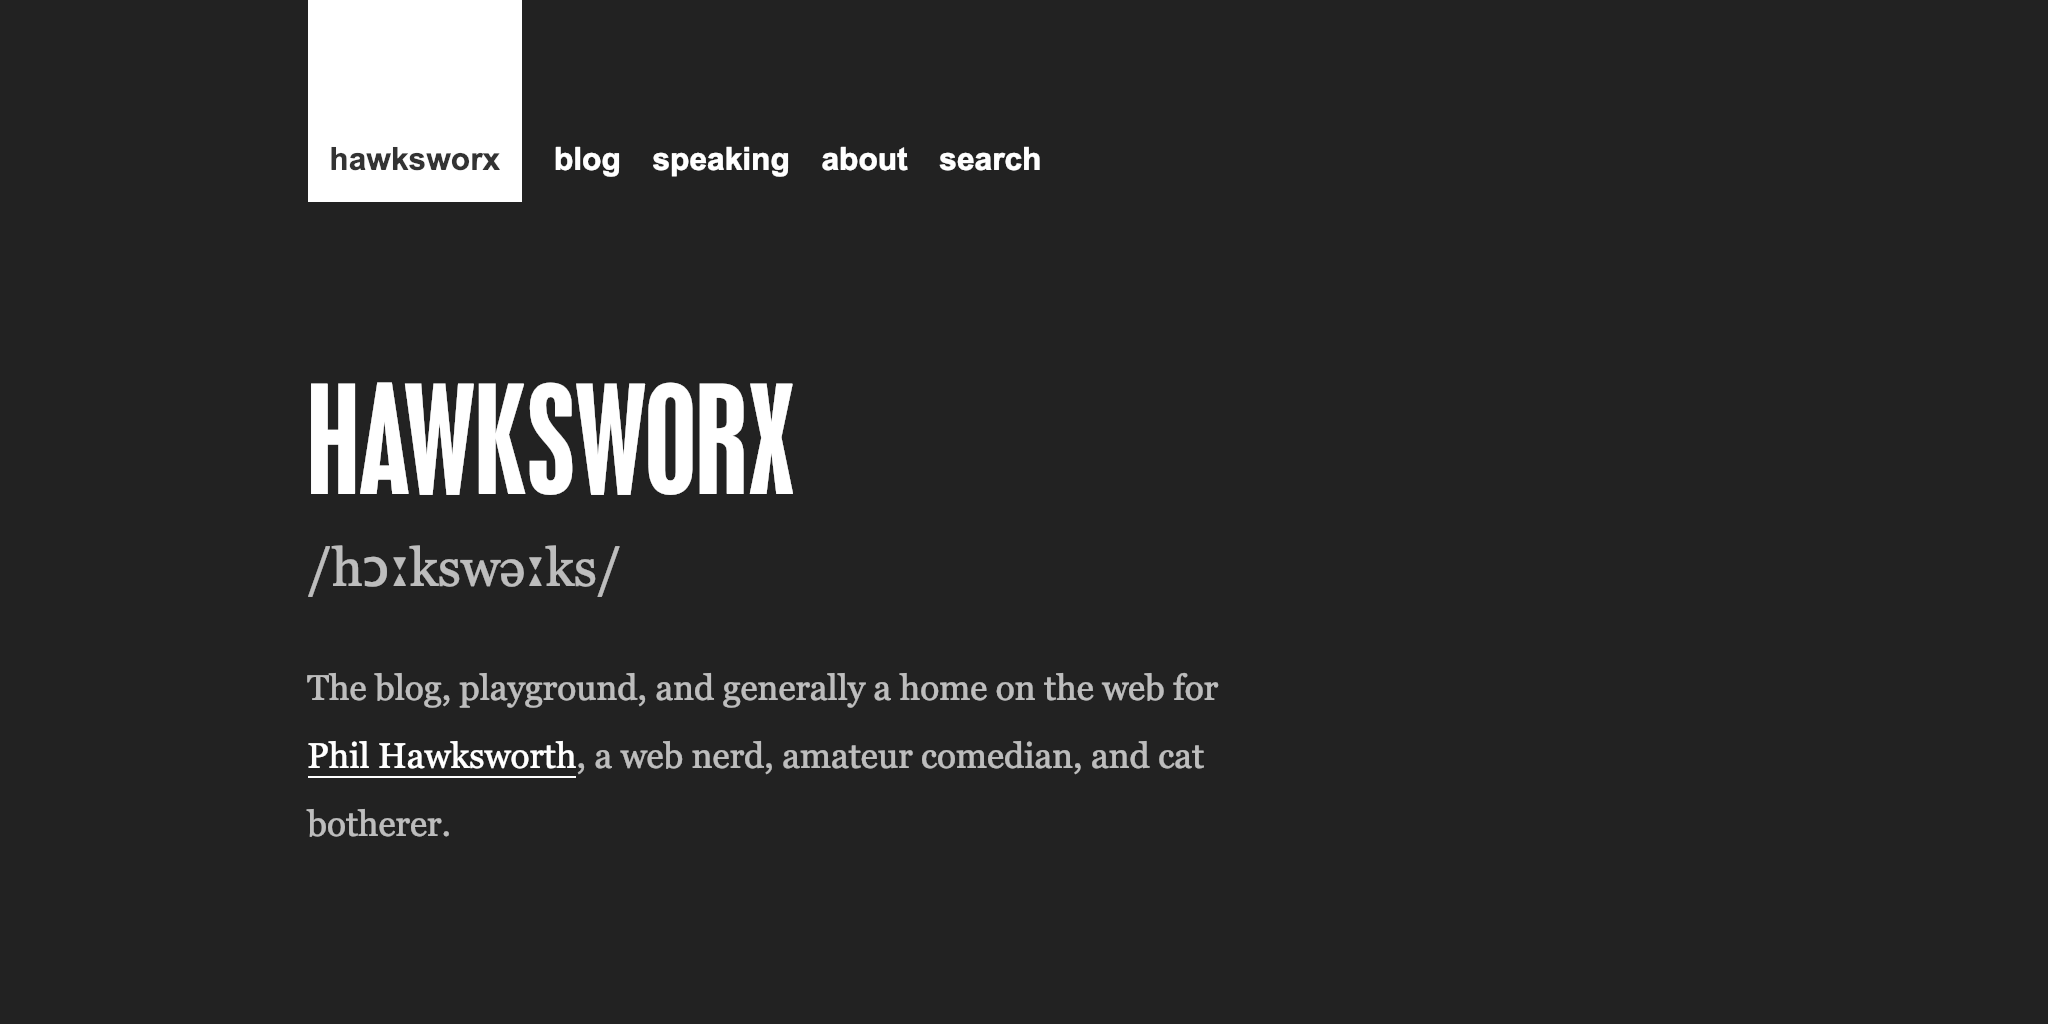 hawksworx blog speaking about search
HAWKSWORX
/hɔːkswəːks/
The blog, playground, and generally a home on the web for
Phil Hawksworth, a web nerd, amateur comedian, and cat
botherer.